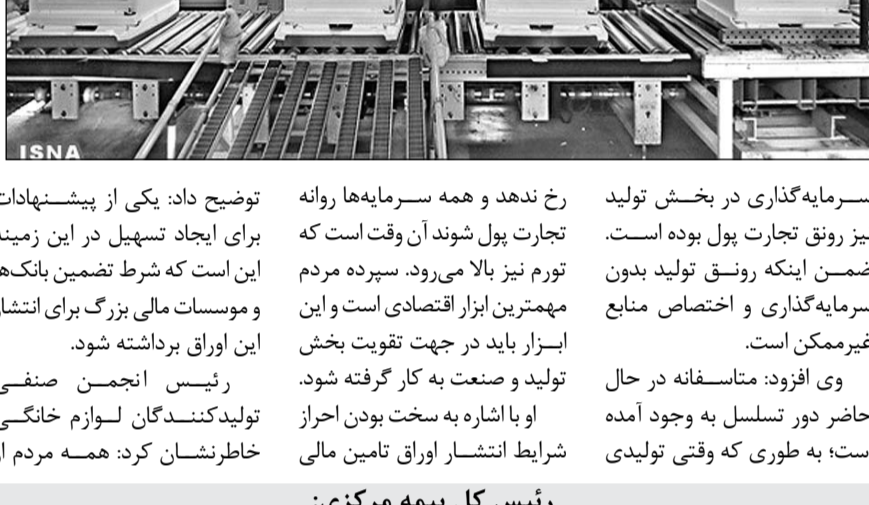 ISNA
سرمایه‌گذاری در بخش تولید
نیز رونق تجارت پول بوده است.
ضمن اینکه رونق تولید بدون
سرمایه‌گذاری و اختصاص منابع
غیرممکن است.
وی افزود: متاسفانه در حال
حاضر دور تسلسل به وجود آمده
است؛ به طوری که وقتی تولیدی
رخ ندهد و همه سرمایه‌ها روانه
تجارت پول شوند آن وقت است که
تورم نیز بالا می‌رود. سپرده مردم
مهمترین ابزار اقتصادی است و این
ابزار باید در جهت تقویت بخش
تولید و صنعت به کار گرفته شود.
او با اشاره به سخت بودن احراز
شرایط انتشار اوراق تامین مالی
توضیح داد: یکی از پیشنهادات
برای ایجاد تسهیل در این زمینه
این است که شرط تضمین بانک‌ها
و موسسات مالی بزرگ برای انتشار
این اوراق برداشته شود.
رئیس انجمن صنفی
تولیدکنندگان لوازم خانگی
خاطرنشان کرد: همه مردم از
رئیس کل بیمه مرکزی: